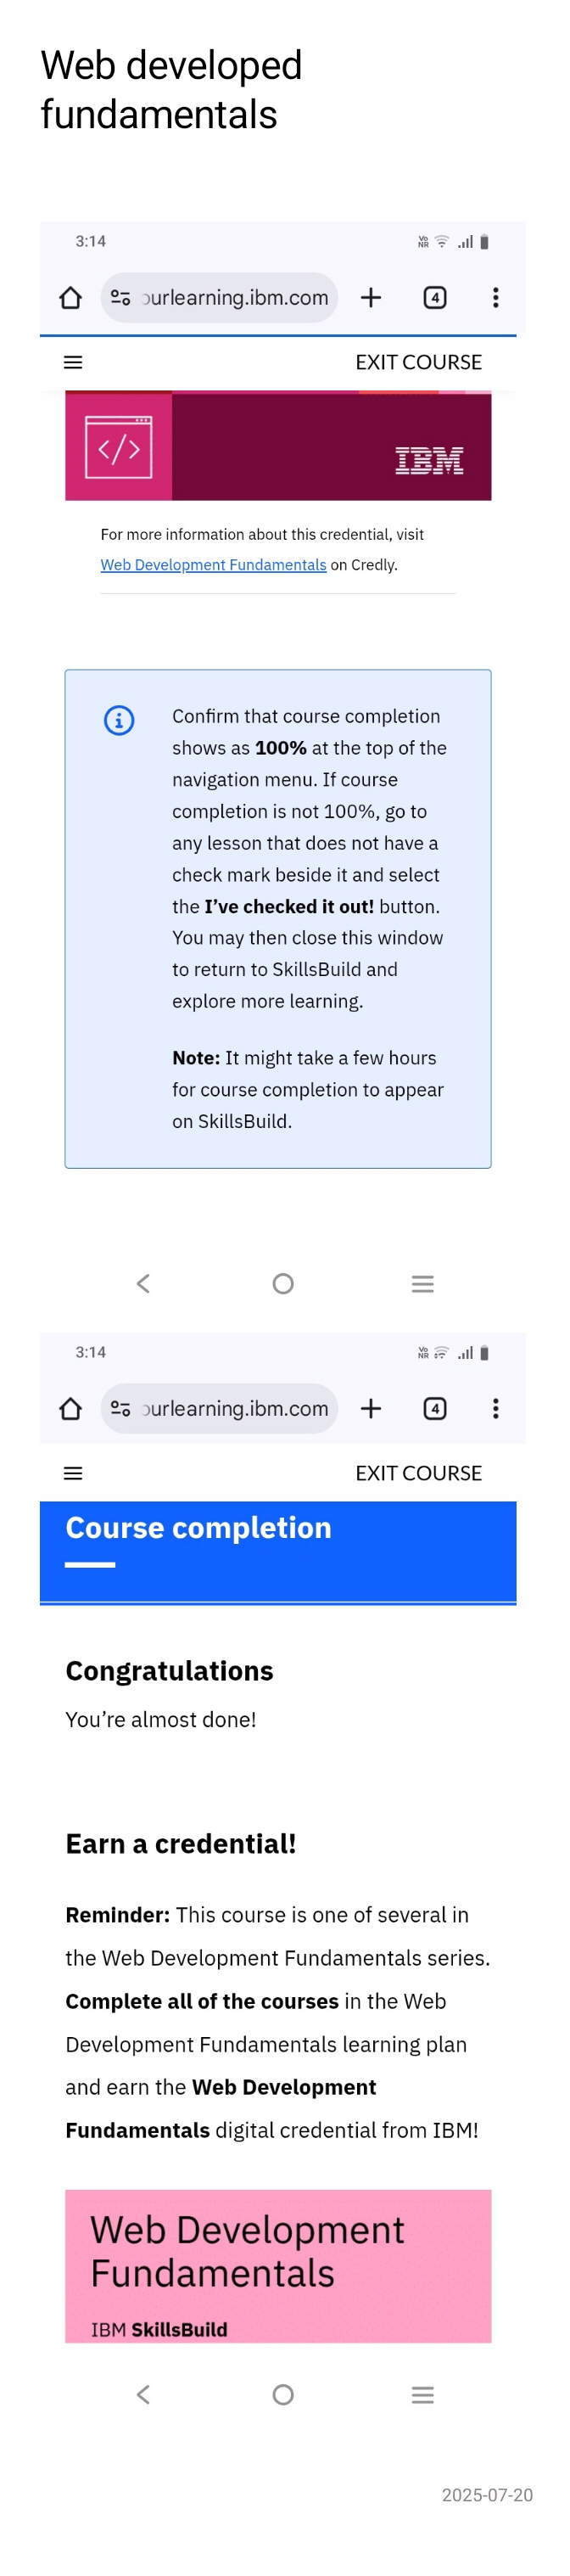 Web developed
fundamentals
3:14
Vo
NR
ourlearning.ibm.com
4
EXIT COURSE
</>
IBM
For more information about this credential, visit
Web Development Fundamentals on Credly.
Confirm that course completion
shows as 100% at the top of the
navigation menu. If course
completion is not 100%, go to
any lesson that does not have a
check mark beside it and select
the I’ve checked it out! button.
You may then close this window
to return to SkillsBuild and
explore more learning.
Note: It might take a few hours
for course completion to appear
on SkillsBuild.
3:14
Vo
NR
ourlearning.ibm.com
4
EXIT COURSE
Course completion
Congratulations
You’re almost done!
Earn a credential!
Reminder: This course is one of several in
the Web Development Fundamentals series.
Complete all of the courses in the Web
Development Fundamentals learning plan
and earn the Web Development
Fundamentals digital credential from IBM!
Web Development
Fundamentals
IBM SkillsBuild
2025-07-20